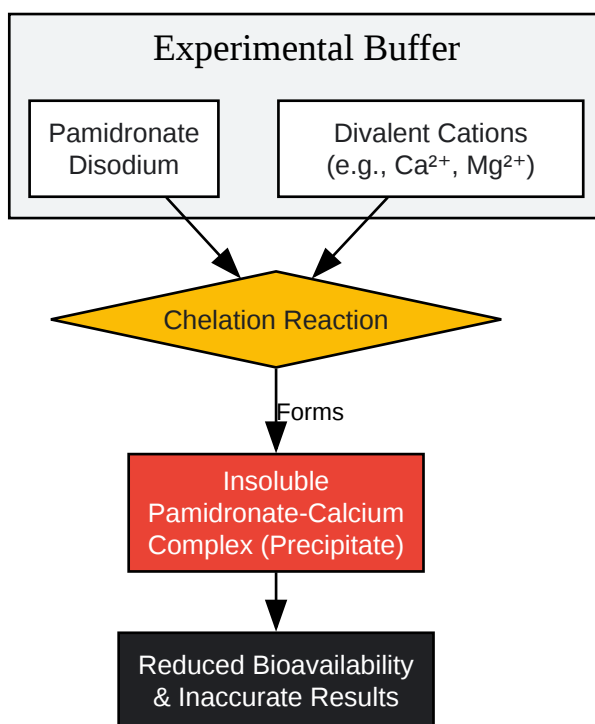 Experimental Buffer
Pamidronate
Disodium
Divalent Cations
(e.g., Ca²⁺, Mg²⁺)
Chelation Reaction
Forms
Insoluble
Pamidronate-Calcium
Complex (Precipitate)
Reduced Bioavailability
& Inaccurate Results